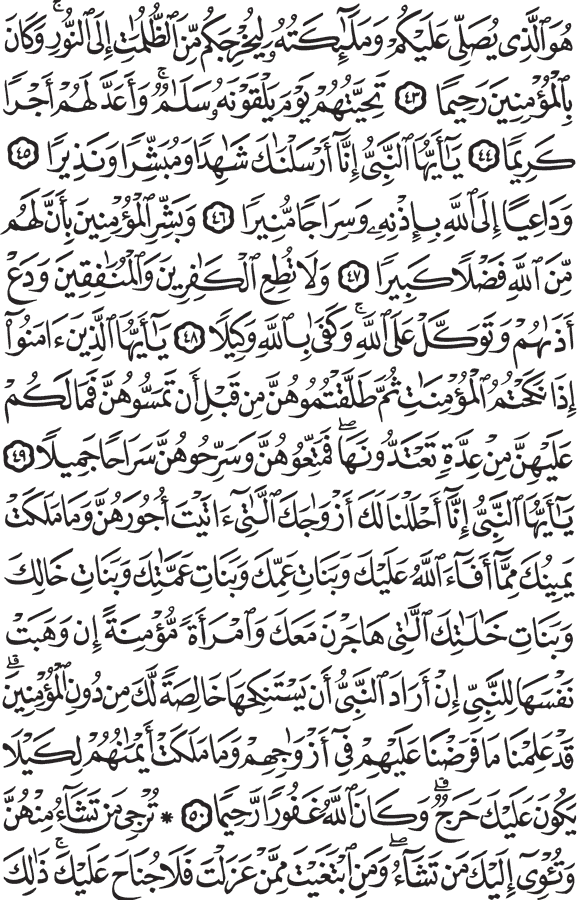 هُوَ ٱلَّذِى يُصَلِّى عَلَيْكُمْ وَمَلَـٰٓئِكَتُهُۥ لِيُخْرِجَكُم مِّنَ ٱلظُّلُمَـٰتِ إِلَى ٱلنُّورِ ۚ وَكَانَ
بِٱلْمُؤْمِنِينَ رَحِيمًا ٤٣ تَحِيَّتُهُمْ يَوْمَ يَلْقَوْنَهُۥ سَلَـٰمٌ ۚ وَأَعَدَّ لَهُمْ أَجْرًا
كَرِيمًا ٤٤ يَـٰٓأَيُّهَا ٱلنَّبِىُّ إِنَّآ أَرْسَلْنَـٰكَ شَـٰهِدًا وَمُبَشِّرًا وَنَذِيرًا ٤٥
وَدَاعِيًا إِلَى ٱللَّهِ بِإِذْنِهِۦ وَسِرَاجًا مُّنِيرًا ٤٦ وَبَشِّرِ ٱلْمُؤْمِنِينَ بِأَنَّ لَهُم
مِّنَ ٱللَّهِ فَضْلًا كَبِيرًا ٤٧ وَلَا تُطِعِ ٱلْكَـٰفِرِينَ وَٱلْمُنَـٰفِقِينَ وَدَعْ
أَذَىٰهُمْ وَتَوَكَّلْ عَلَى ٱللَّهِ ۚ وَكَفَىٰ بِٱللَّهِ وَكِيلًا ٤٨ يَـٰٓأَيُّهَا ٱلَّذِينَ ءَامَنُوٓا۟
إِذَا نَكَحْتُمُ ٱلْمُؤْمِنَـٰتِ ثُمَّ طَلَّقْتُمُوهُنَّ مِن قَبْلِ أَن تَمَسُّوهُنَّ فَمَا لَكُمْ
عَلَيْهِنَّ مِنْ عِدَّةٍ تَعْتَدُّونَهَا ۖ فَمَتِّعُوهُنَّ وَسَرِّحُوهُنَّ سَرَاحًا جَمِيلًا ٤٩
يَـٰٓأَيُّهَا ٱلنَّبِىُّ إِنَّآ أَحْلَلْنَا لَكَ أَزْوَٰجَكَ ٱلَّـٰتِىٓ ءَاتَيْتَ أُجُورَهُنَّ وَمَا مَلَكَتْ
يَمِينُكَ مِمَّآ أَفَآءَ ٱللَّهُ عَلَيْكَ وَبَنَاتِ عَمِّكَ وَبَنَاتِ عَمَّـٰتِكَ وَبَنَاتِ خَالِكَ
وَبَنَاتِ خَـٰلَـٰتِكَ ٱلَّـٰتِى هَاجَرْنَ مَعَكَ وَٱمْرَأَةً مُّؤْمِنَةً إِن وَهَبَتْ
نَفْسَهَا لِلنَّبِىِّ إِنْ أَرَادَ ٱلنَّبِىُّ أَن يَسْتَنكِحَهَا خَالِصَةً لَّكَ مِن دُونِ ٱلْمُؤْمِنِينَ ۗ
قَدْ عَلِمْنَا مَا فَرَضْنَا عَلَيْهِمْ فِىٓ أَزْوَٰجِهِمْ وَمَا مَلَكَتْ أَيْمَـٰنُهُمْ لِكَيْلَا
يَكُونَ عَلَيْكَ حَرَجٌ ۗ وَكَانَ ٱللَّهُ غَفُورًا رَّحِيمًا ٥٠ * تُرْجِى مَن تَشَآءُ مِنْهُنَّ
وَتُـْٔوِىٓ إِلَيْكَ مَن تَشَآءُ ۖ وَمَنِ ٱبْتَغَيْتَ مِمَّنْ عَزَلْتَ فَلَا جُنَاحَ عَلَيْكَ ۚ ذَٰلِكَ